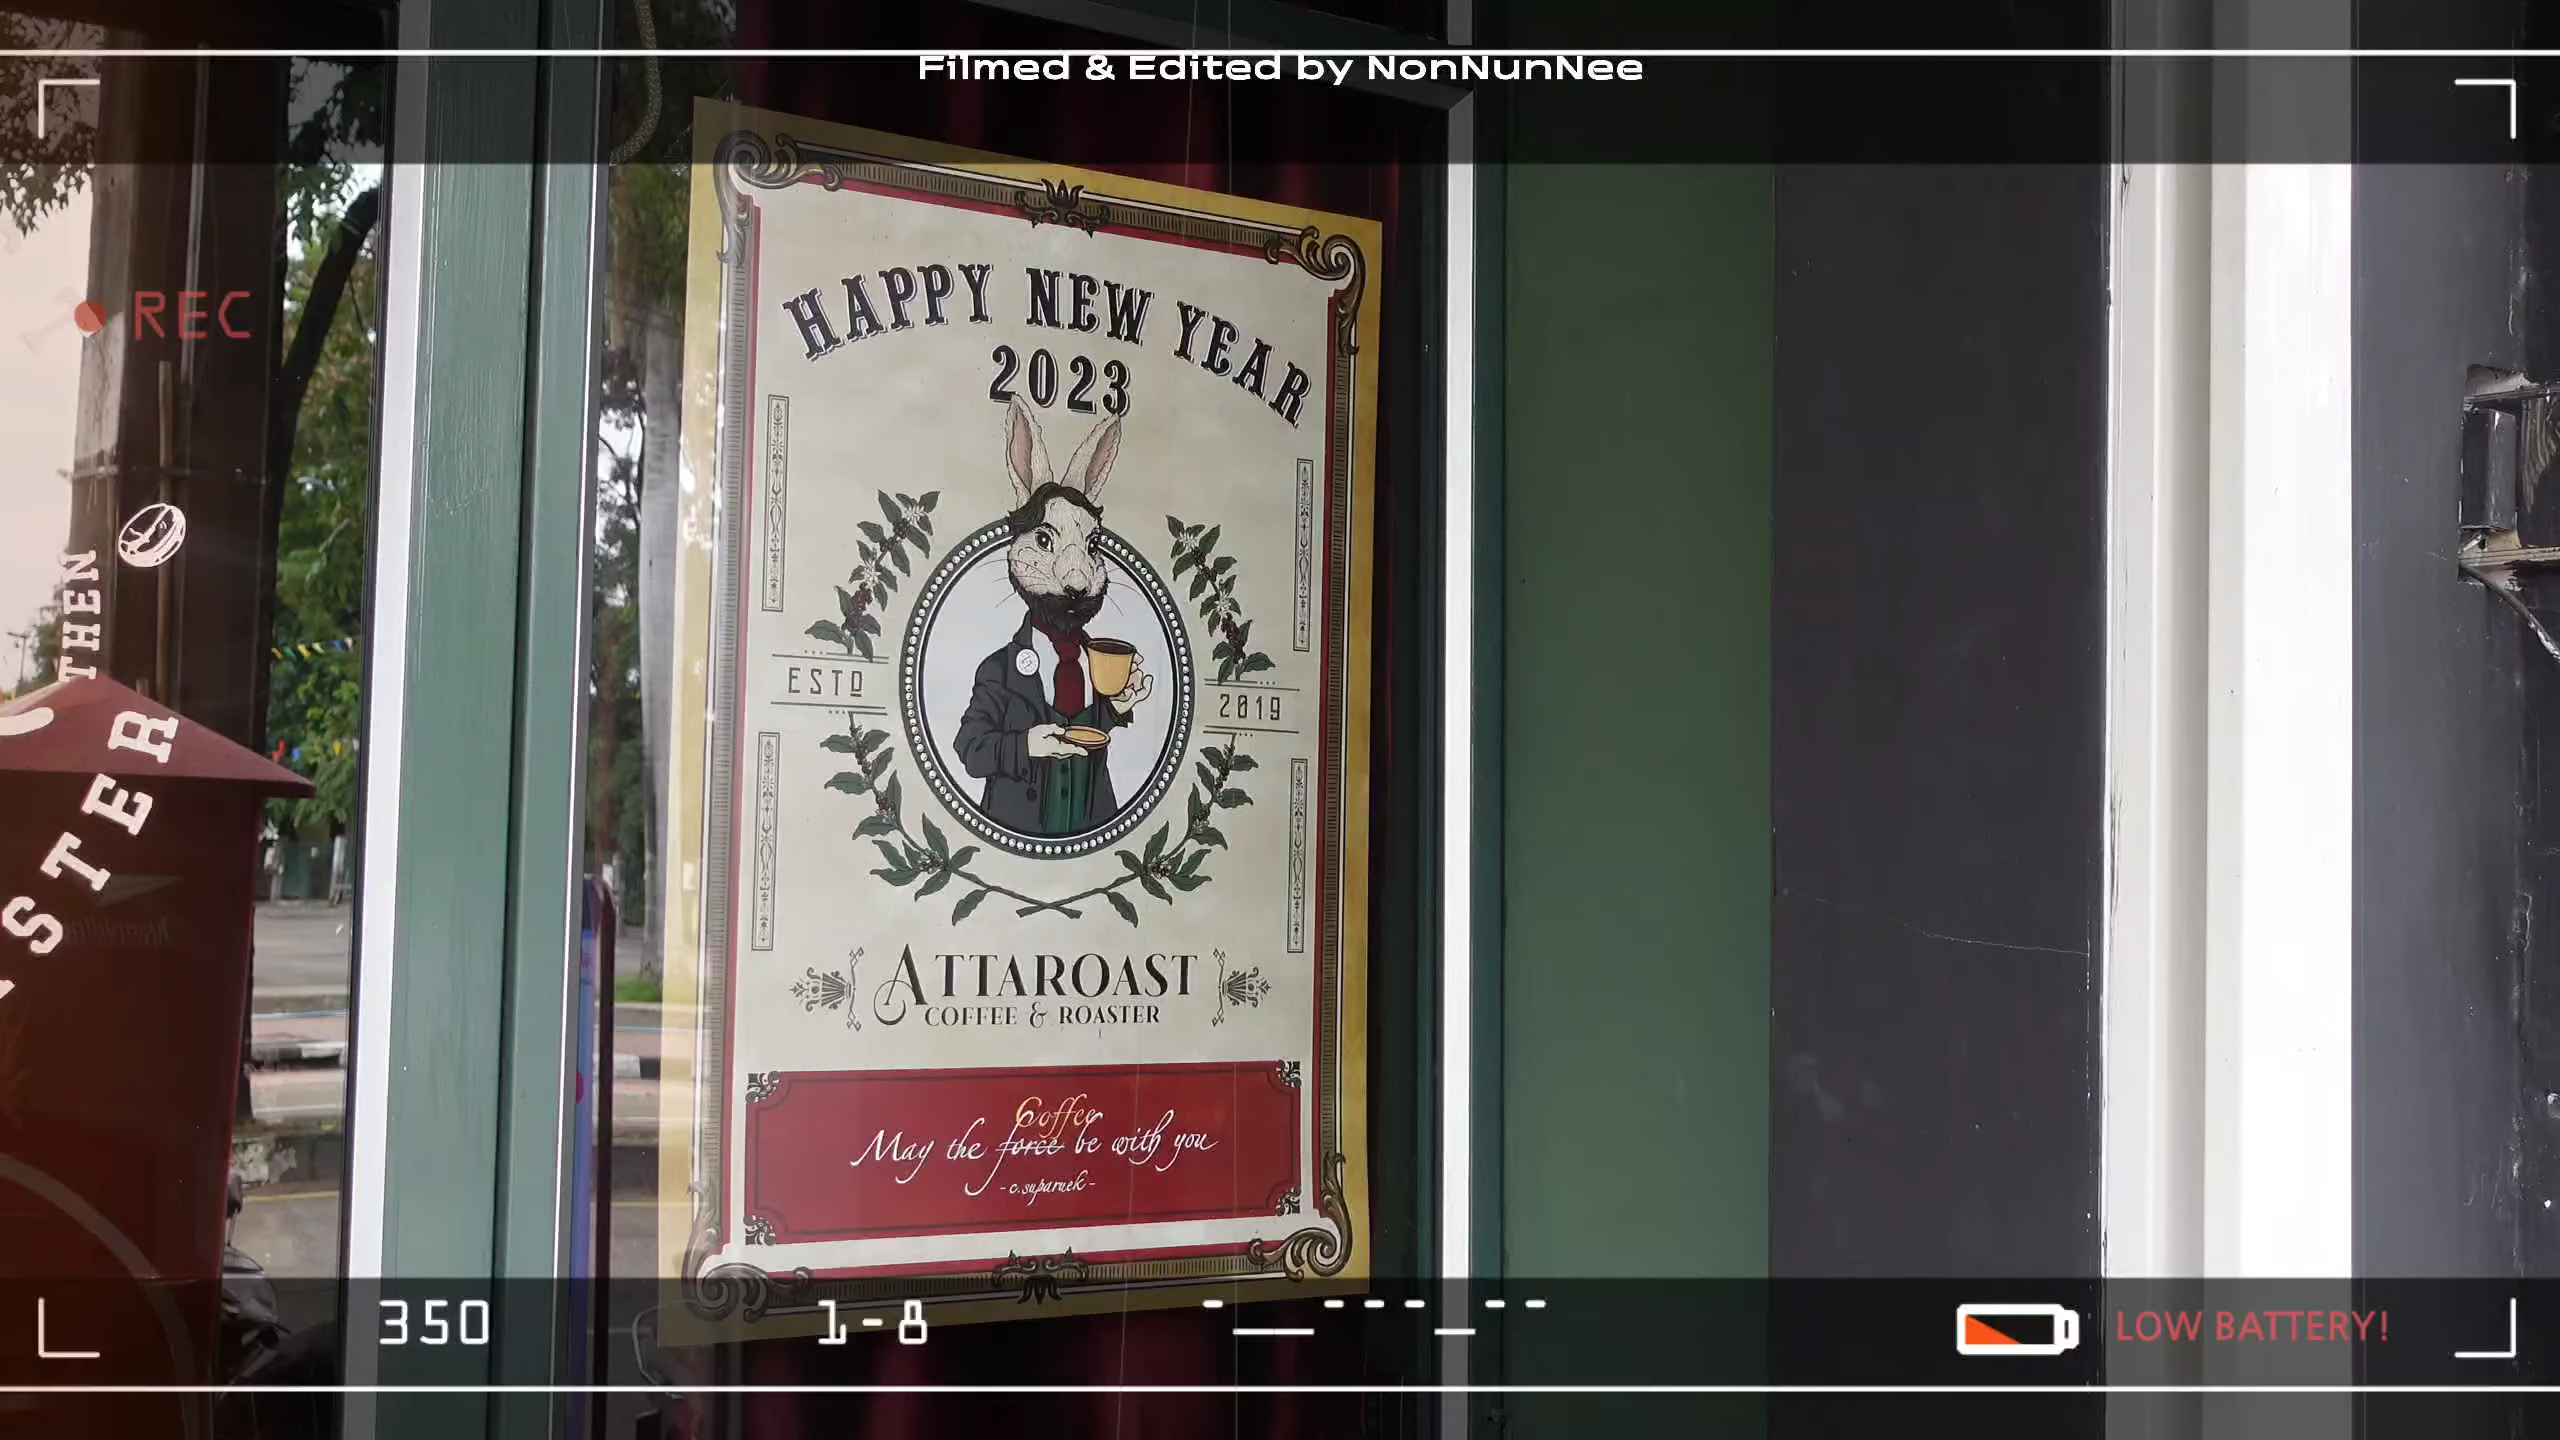 Filmed & Edited by NonNunNee
REC
HAPPY NEW YEAR
2023
THEN
STER
ESTD
2019
ATTAROAST
COFFEE & ROASTER
Coffee
May the force be with you
-c.suparuek-
350
1-8
LOW BATTERY!